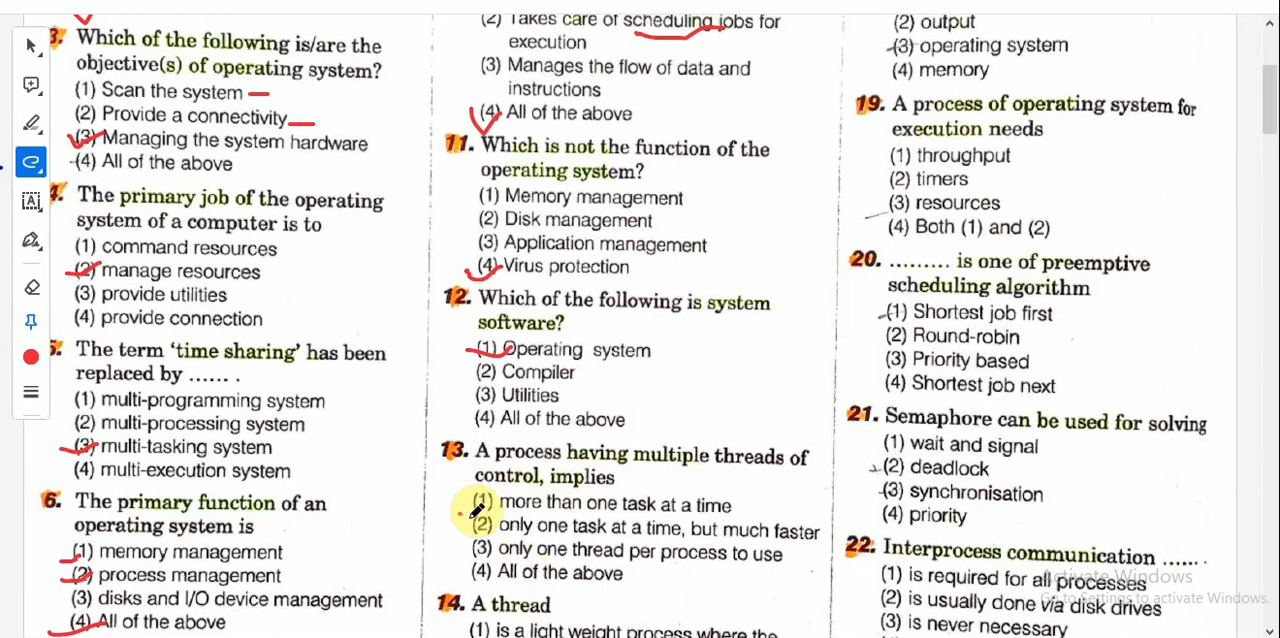 3. Which of the following is/are the
objective(s) of operating system?
(1) Scan the system
(2) Provide a connectivity
(3) Managing the system hardware
(4) All of the above
4. The primary job of the operating
system of a computer is to
(1) command resources
(2) manage resources
(3) provide utilities
(4) provide connection
5. The term ‘time sharing’ has been
replaced by ...... .
(1) multi-programming system
(2) multi-processing system
(3) multi-tasking system
(4) multi-execution system
6. The primary function of an
operating system is
(1) memory management
(2) process management
(3) disks and I/O device management
(4) All of the above
(2) Takes care of scheduling jobs for
execution
(3) Manages the flow of data and
instructions
(4) All of the above
11. Which is not the function of the
operating system?
(1) Memory management
(2) Disk management
(3) Application management
(4) Virus protection
12. Which of the following is system
software?
(1) Operating system
(2) Compiler
(3) Utilities
(4) All of the above
13. A process having multiple threads of
control, implies
(1) more than one task at a time
(2) only one task at a time, but much faster
(3) only one thread per process to use
(4) All of the above
14. A thread
(1) is a light weight process where the
(2) output
(3) operating system
(4) memory
19. A process of operating system for
execution needs
(1) throughput
(2) timers
(3) resources
(4) Both (1) and (2)
20. ......... is one of preemptive
scheduling algorithm
(1) Shortest job first
(2) Round-robin
(3) Priority based
(4) Shortest job next
21. Semaphore can be used for solving
(1) wait and signal
(2) deadlock
(3) synchronisation
(4) priority
22. Interprocess communication ...... .
(1) is required for all processes
(2) is usually done via disk drives
(3) is never necessary
Activate Windows
Go to Settings to activate Windows.